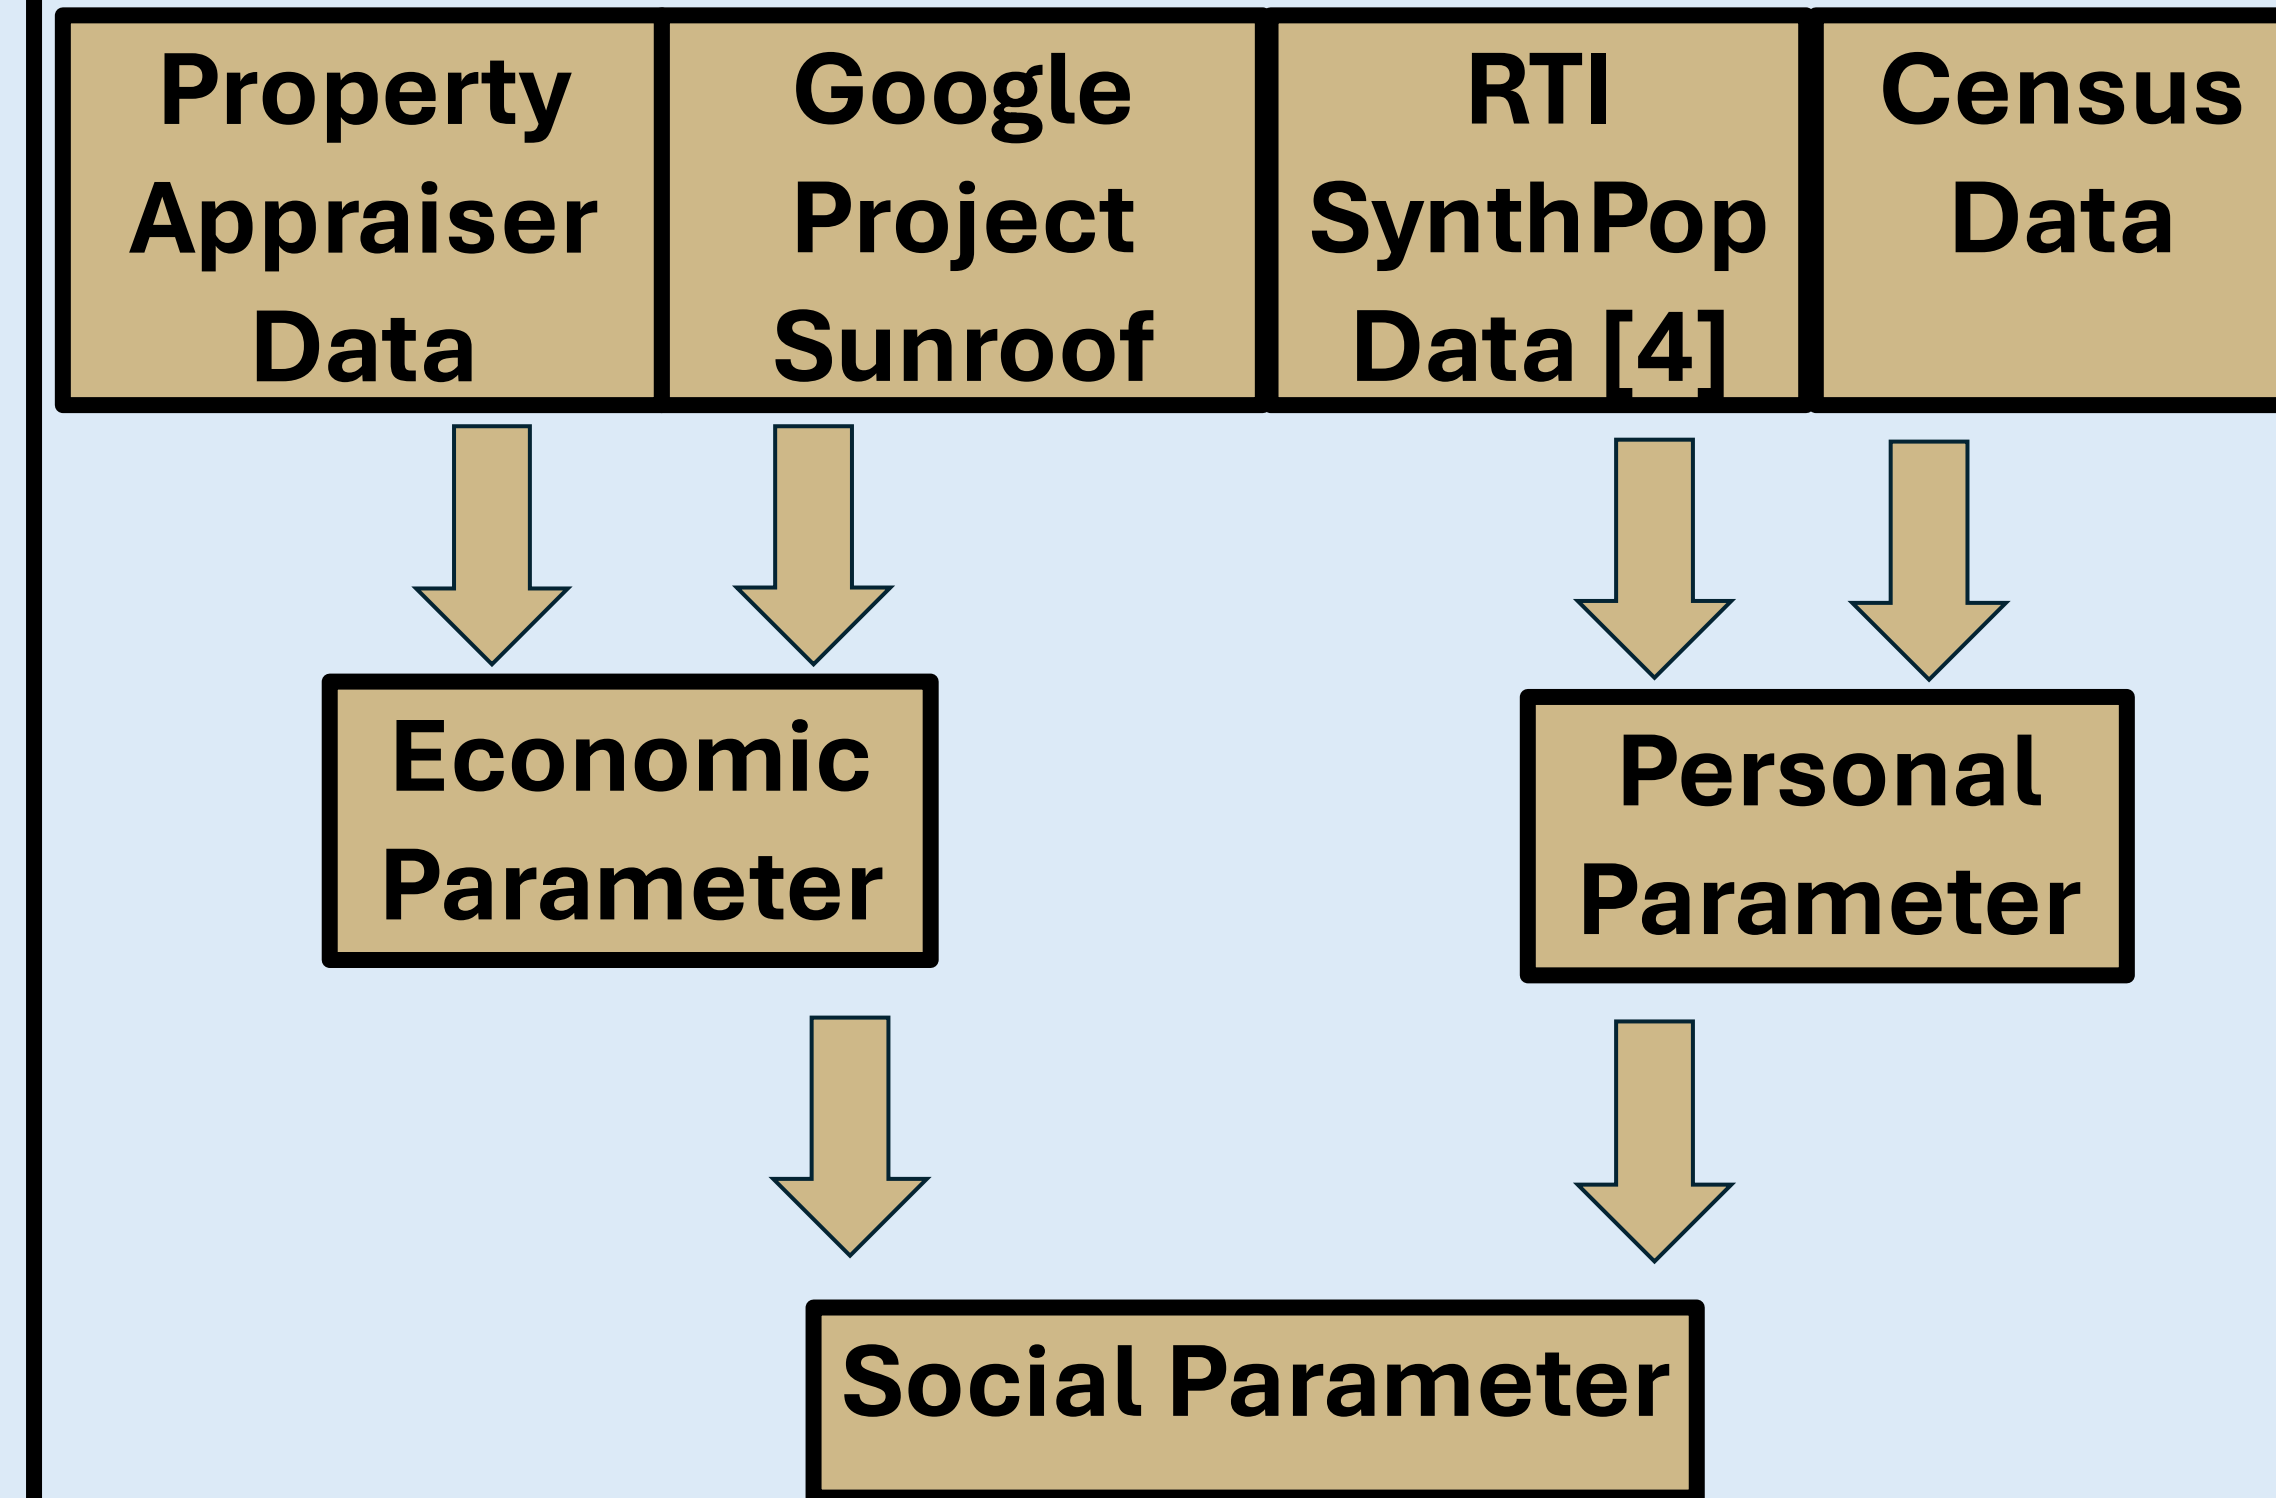 Property
Appraiser
Data
Google
Project
Sunroof
RTI
SynthPop
Data [4]
Census
Data
Economic
Parameter
Personal
Parameter
Social Parameter